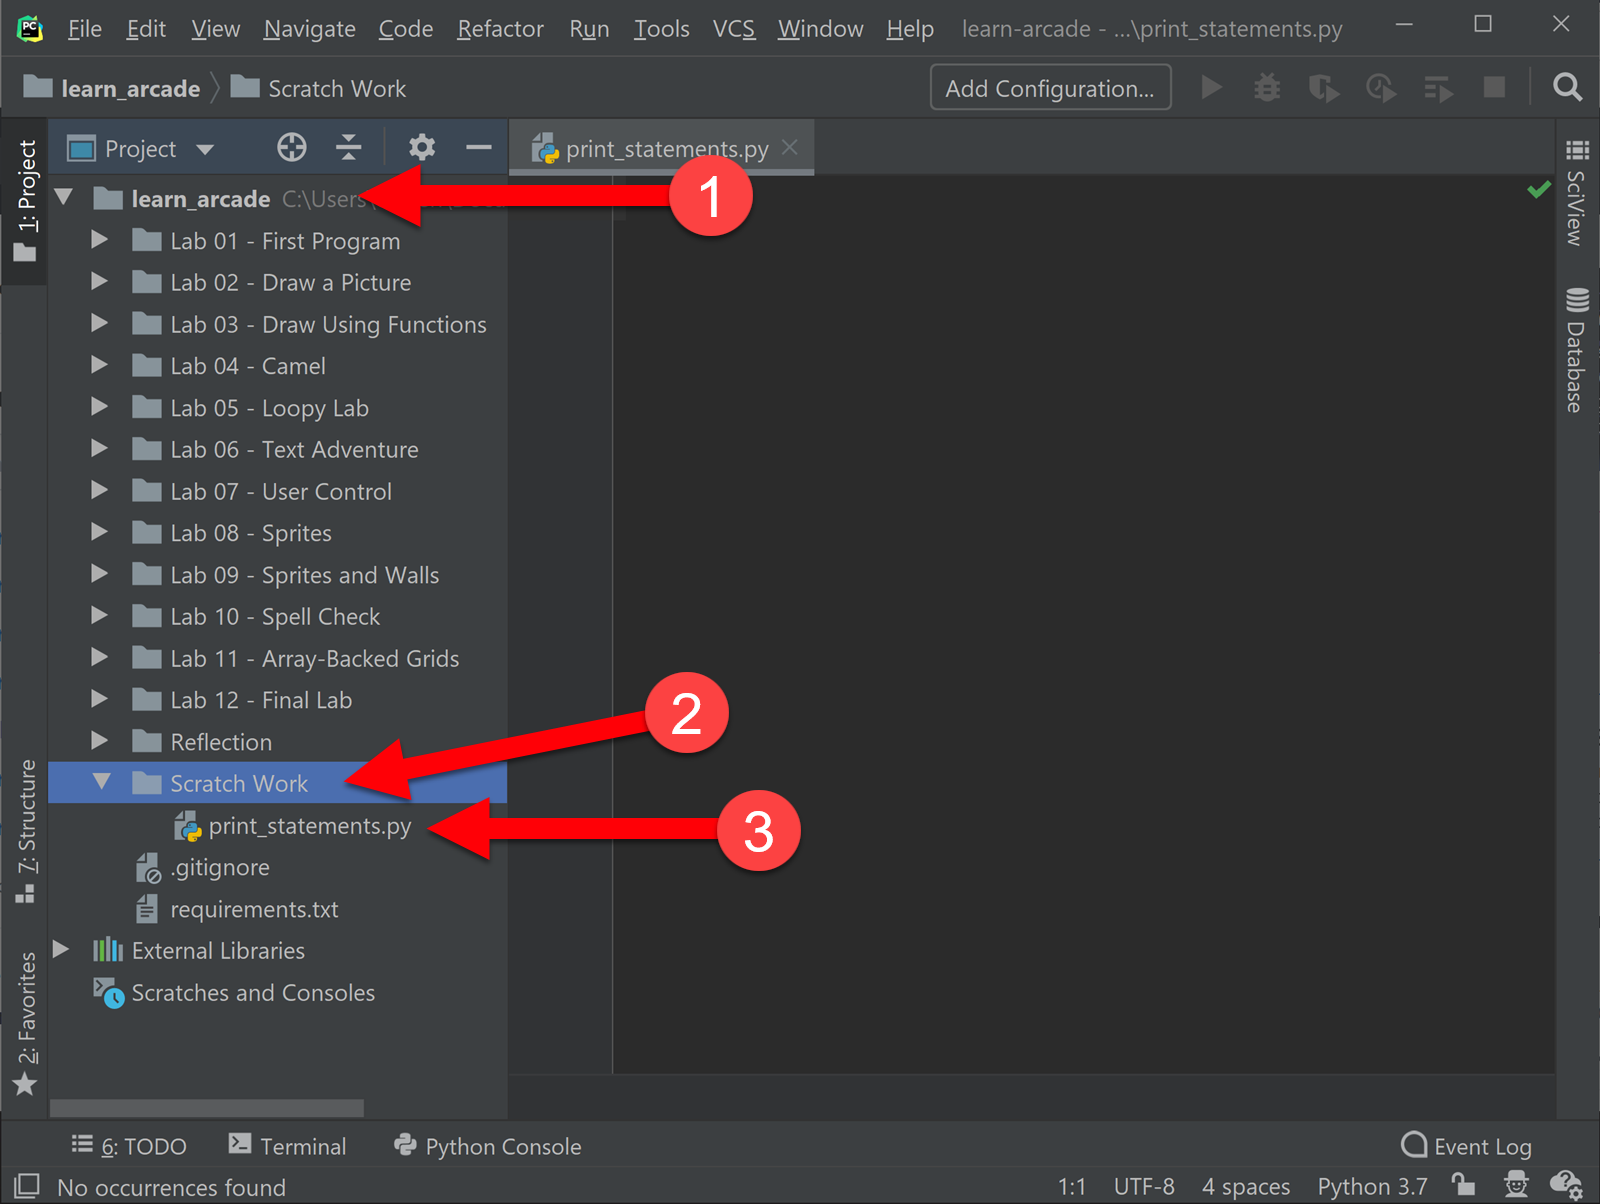 PC File Edit View Navigate Code Refactor Run Tools VCS Window Help learn-arcade - ...\print_statements.py
learn_arcade Scratch Work Add Configuration...
1: Project
Project
print_statements.py
learn_arcade C:\Users
1
Lab 01 - First Program
Lab 02 - Draw a Picture
Lab 03 - Draw Using Functions
Lab 04 - Camel
Lab 05 - Loopy Lab
Lab 06 - Text Adventure
Lab 07 - User Control
Lab 08 - Sprites
Lab 09 - Sprites and Walls
Lab 10 - Spell Check
Lab 11 - Array-Backed Grids
Lab 12 - Final Lab
2
Reflection
Scratch Work
print_statements.py
3
.gitignore
requirements.txt
External Libraries
Scratches and Consoles
7: Structure
2: Favorites
SciView
Database
6: TODO Terminal Python Console Event Log
No occurrences found 1:1 UTF-8 4 spaces Python 3.7